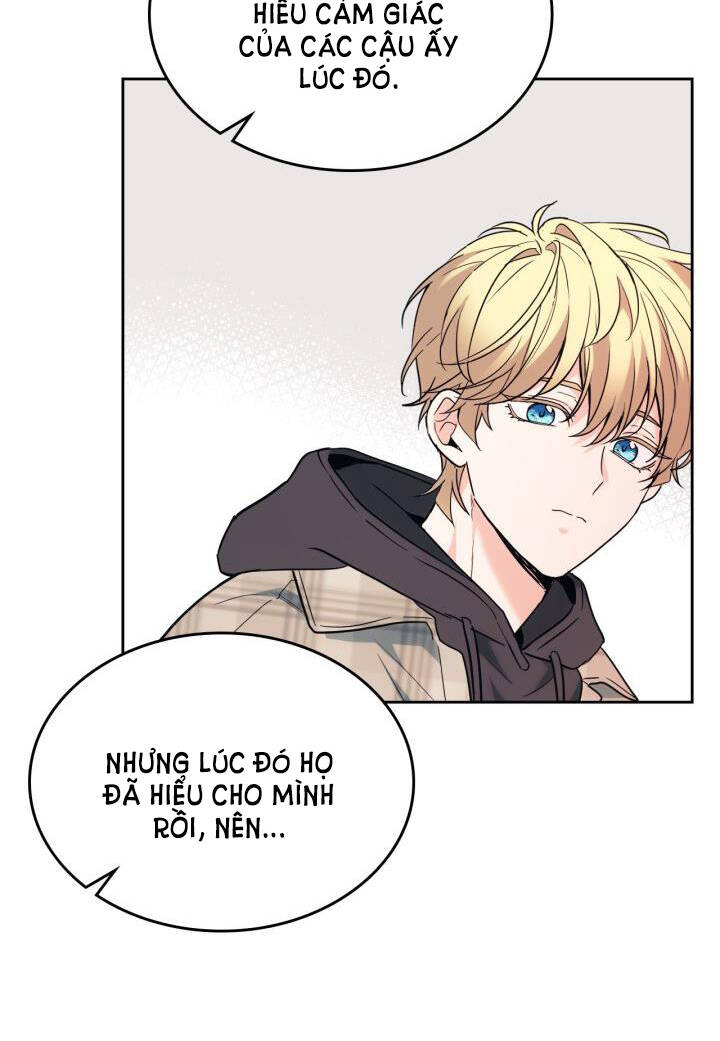 HIỂU CẢM GIÁC
CỦA CÁC CẬU ẤY
LÚC ĐÓ.
NHƯNG LÚC ĐÓ HỌ
ĐÃ HIỂU CHO MÌNH
RỒI, NÊN...